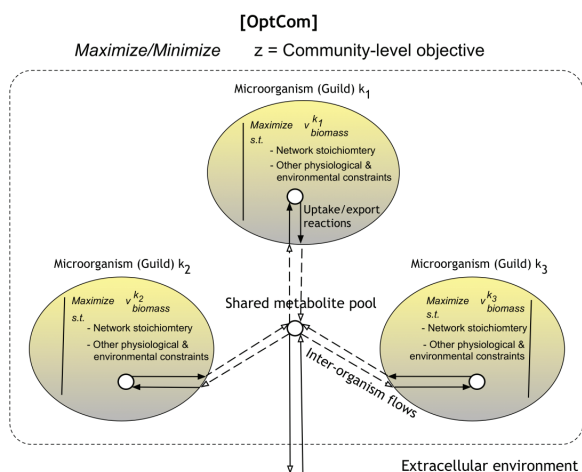 [OptCom]
Maximize/Minimize z = Community-level objective
Microorganism (Guild) k1
Maximize v k1 biomass
s.t.
- Network stoichiomtery
- Other physiological &
environmental constraints
Uptake/export
reactions
Microorganism (Guild) k2
Maximize v k2 biomass
s.t.
- Network stoichiomtery
- Other physiological &
environmental constraints
Microorganism (Guild) k3
Maximize v k3 biomass
s.t.
- Network stoichiomtery
- Other physiological &
environmental constraints
Shared metabolite pool
Inter-organism flows
Extracellular environment